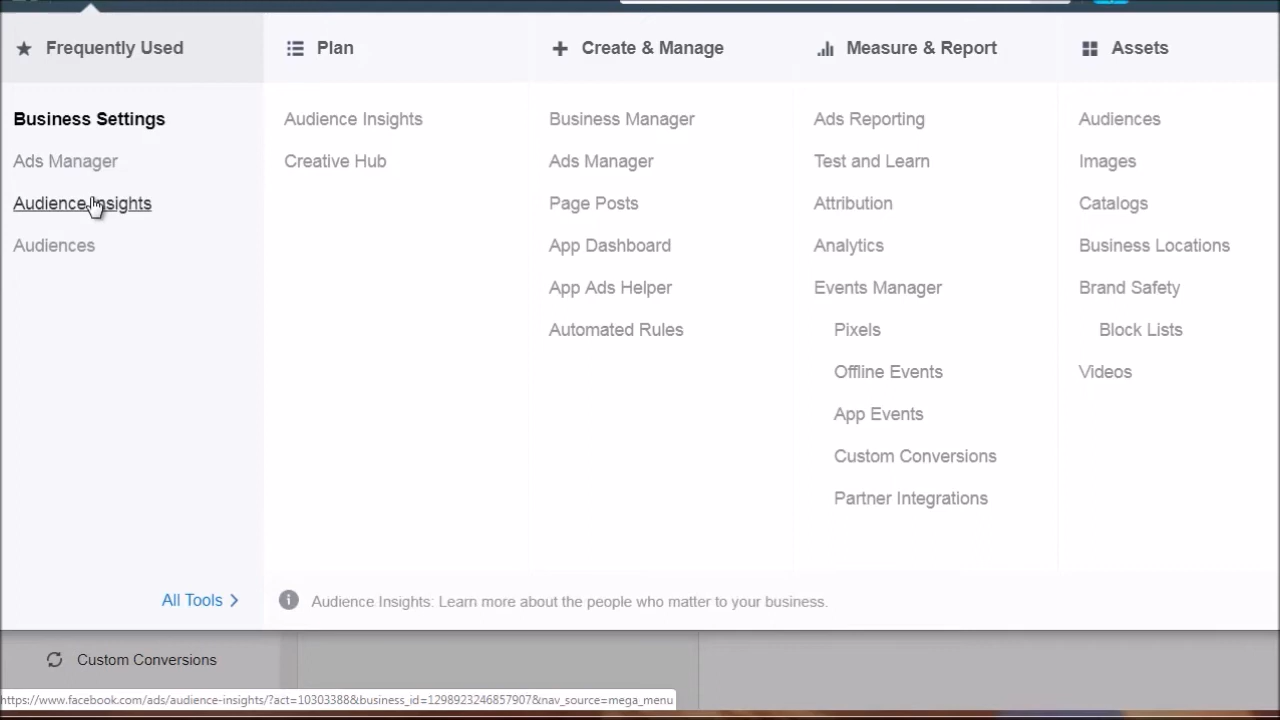 Frequently Used
Business Settings
Ads Manager
Audience Insights
Audiences
All Tools
Plan
Audience Insights
Creative Hub
Create & Manage
Business Manager
Ads Manager
Page Posts
App Dashboard
App Ads Helper
Automated Rules
Measure & Report
Ads Reporting
Test and Learn
Attribution
Analytics
Events Manager
Pixels
Offline Events
App Events
Custom Conversions
Partner Integrations
Assets
Audiences
Images
Catalogs
Business Locations
Brand Safety
Block Lists
Videos
Audience Insights: Learn more about the people who matter to your business.
Custom Conversions
https://www.facebook.com/ads/audience-insights/?act=10303388&business_id=1298923246857907&nav_source=mega_menu